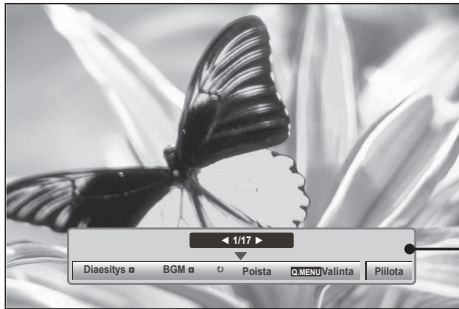 ◀ 1/17 ▶
Diaesitys BGM ↻ Poista Q.MENU Valinta Piilota